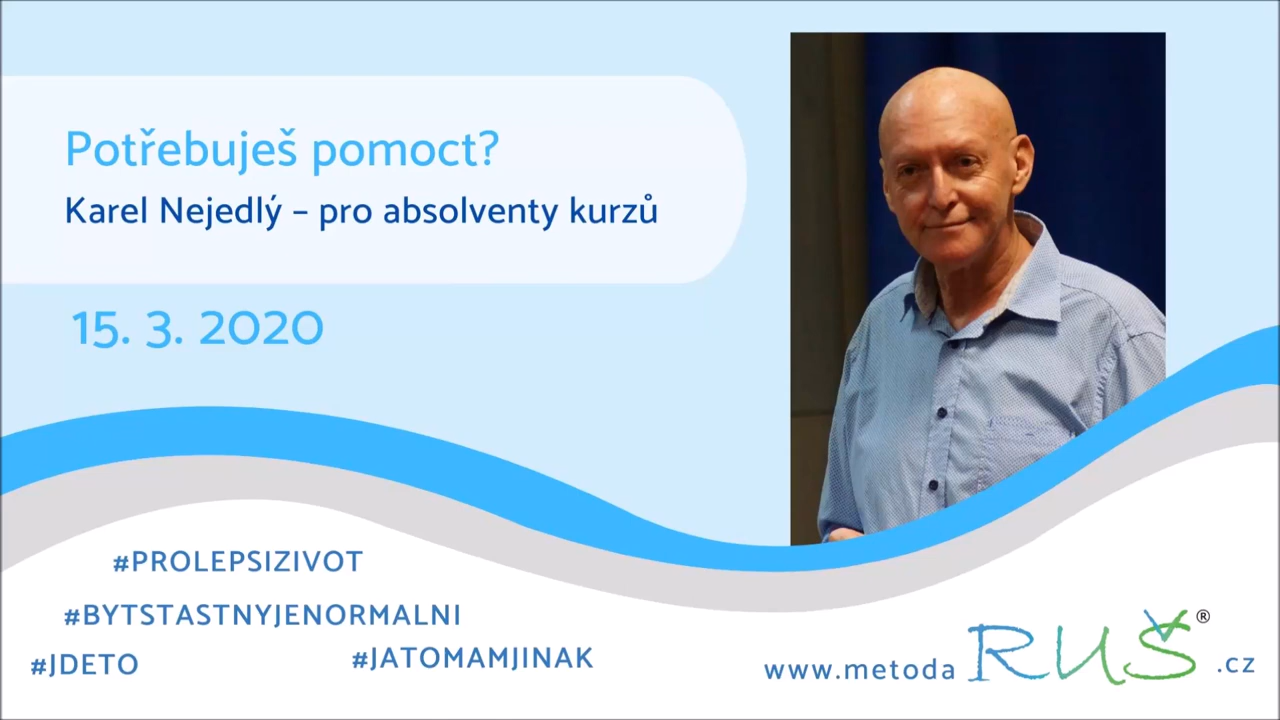 Potřebuješ pomoct?
Karel Nejedlý – pro absolventy kurzů
15. 3. 2020
#PROLEPSIZIVOT
#BYTSTASTNYJENORMALNI
#JDETO
#JATOMAMJINAK
www.metoda RUŠ® .cz